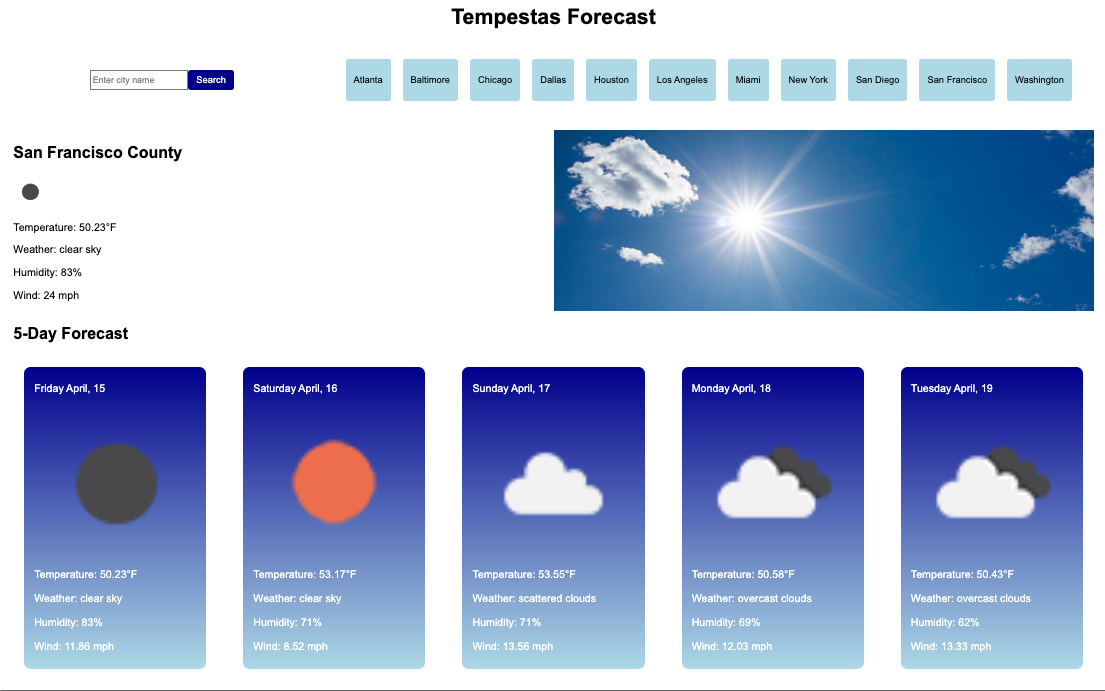 Tempestas Forecast
Enter city name Search Atlanta Baltimore Chicago Dallas Houston Los Angeles Miami New York San Diego San Francisco Washington
San Francisco County
Temperature: 50.23°F
Weather: clear sky
Humidity: 83%
Wind: 24 mph
5-Day Forecast
Friday April, 15
Temperature: 50.23°F
Weather: clear sky
Humidity: 83%
Wind: 11.86 mph
Saturday April, 16
Temperature: 53.17°F
Weather: clear sky
Humidity: 71%
Wind: 8.52 mph
Sunday April, 17
Temperature: 53.55°F
Weather: scattered clouds
Humidity: 71%
Wind: 13.56 mph
Monday April, 18
Temperature: 50.58°F
Weather: overcast clouds
Humidity: 69%
Wind: 12.03 mph
Tuesday April, 19
Temperature: 50.43°F
Weather: overcast clouds
Humidity: 62%
Wind: 13.33 mph